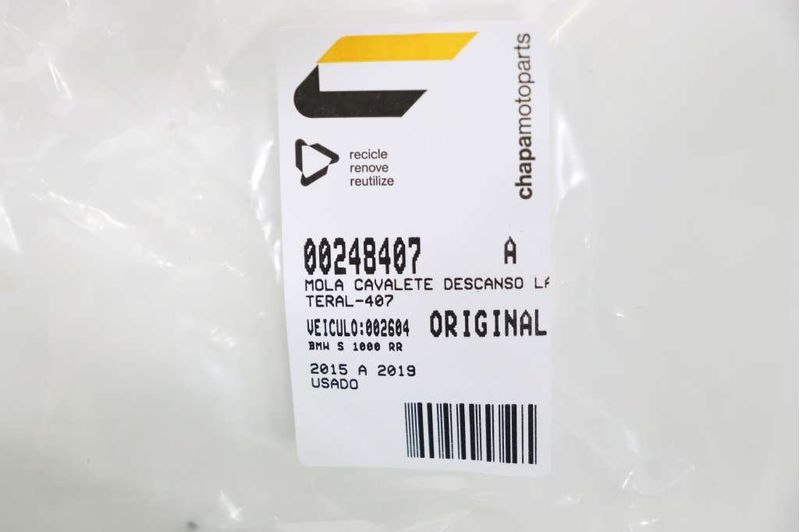 chapamotoparts
recicle
renove
reutilize
00248407 A
MOLA CAVALETE DESCANSO LA
TERAL-407
VEICULO:002604 ORIGINAL
BMW S 1000 RR
2015 A 2019
USADO